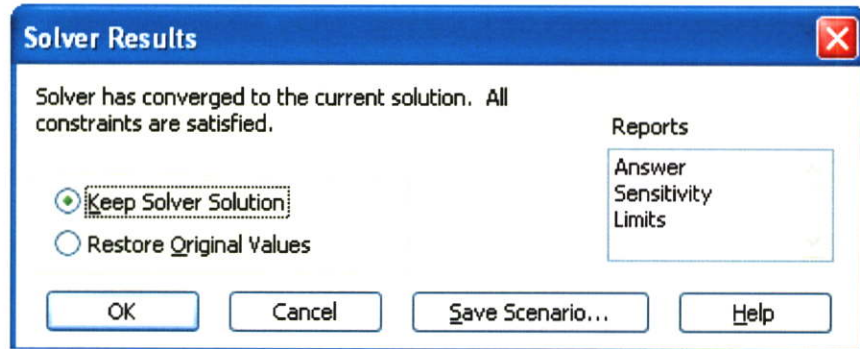 Solver Results
Solver has converged to the current solution.  All
constraints are satisfied.
Reports
Answer
Sensitivity
Limits
Keep Solver Solution
Restore Original Values
OK
Cancel
Save Scenario...
Help